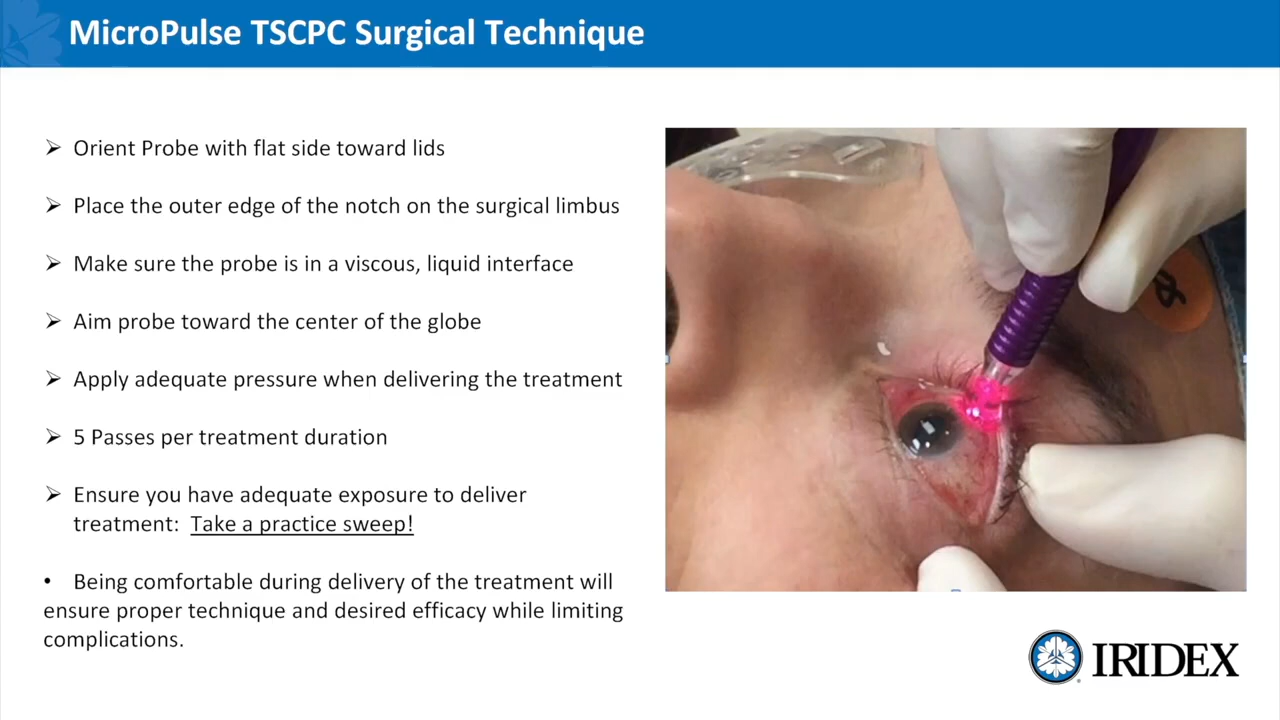 MicroPulse TSCPC Surgical Technique
➢ Orient Probe with flat side toward lids
➢ Place the outer edge of the notch on the surgical limbus
➢ Make sure the probe is in a viscous, liquid interface
➢ Aim probe toward the center of the globe
➢ Apply adequate pressure when delivering the treatment
➢ 5 Passes per treatment duration
➢ Ensure you have adequate exposure to deliver
treatment: Take a practice sweep!
• Being comfortable during delivery of the treatment will
ensure proper technique and desired efficacy while limiting
complications.
IRIDEX